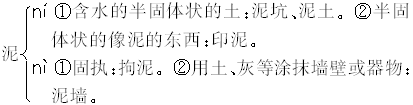 泥
ní ①含水的半固体状的土:泥坑、泥土。②半固
体状的像泥的东西:印泥。
nì ①固执:拘泥。②用土、灰等涂抹墙壁或器物:
泥墙。